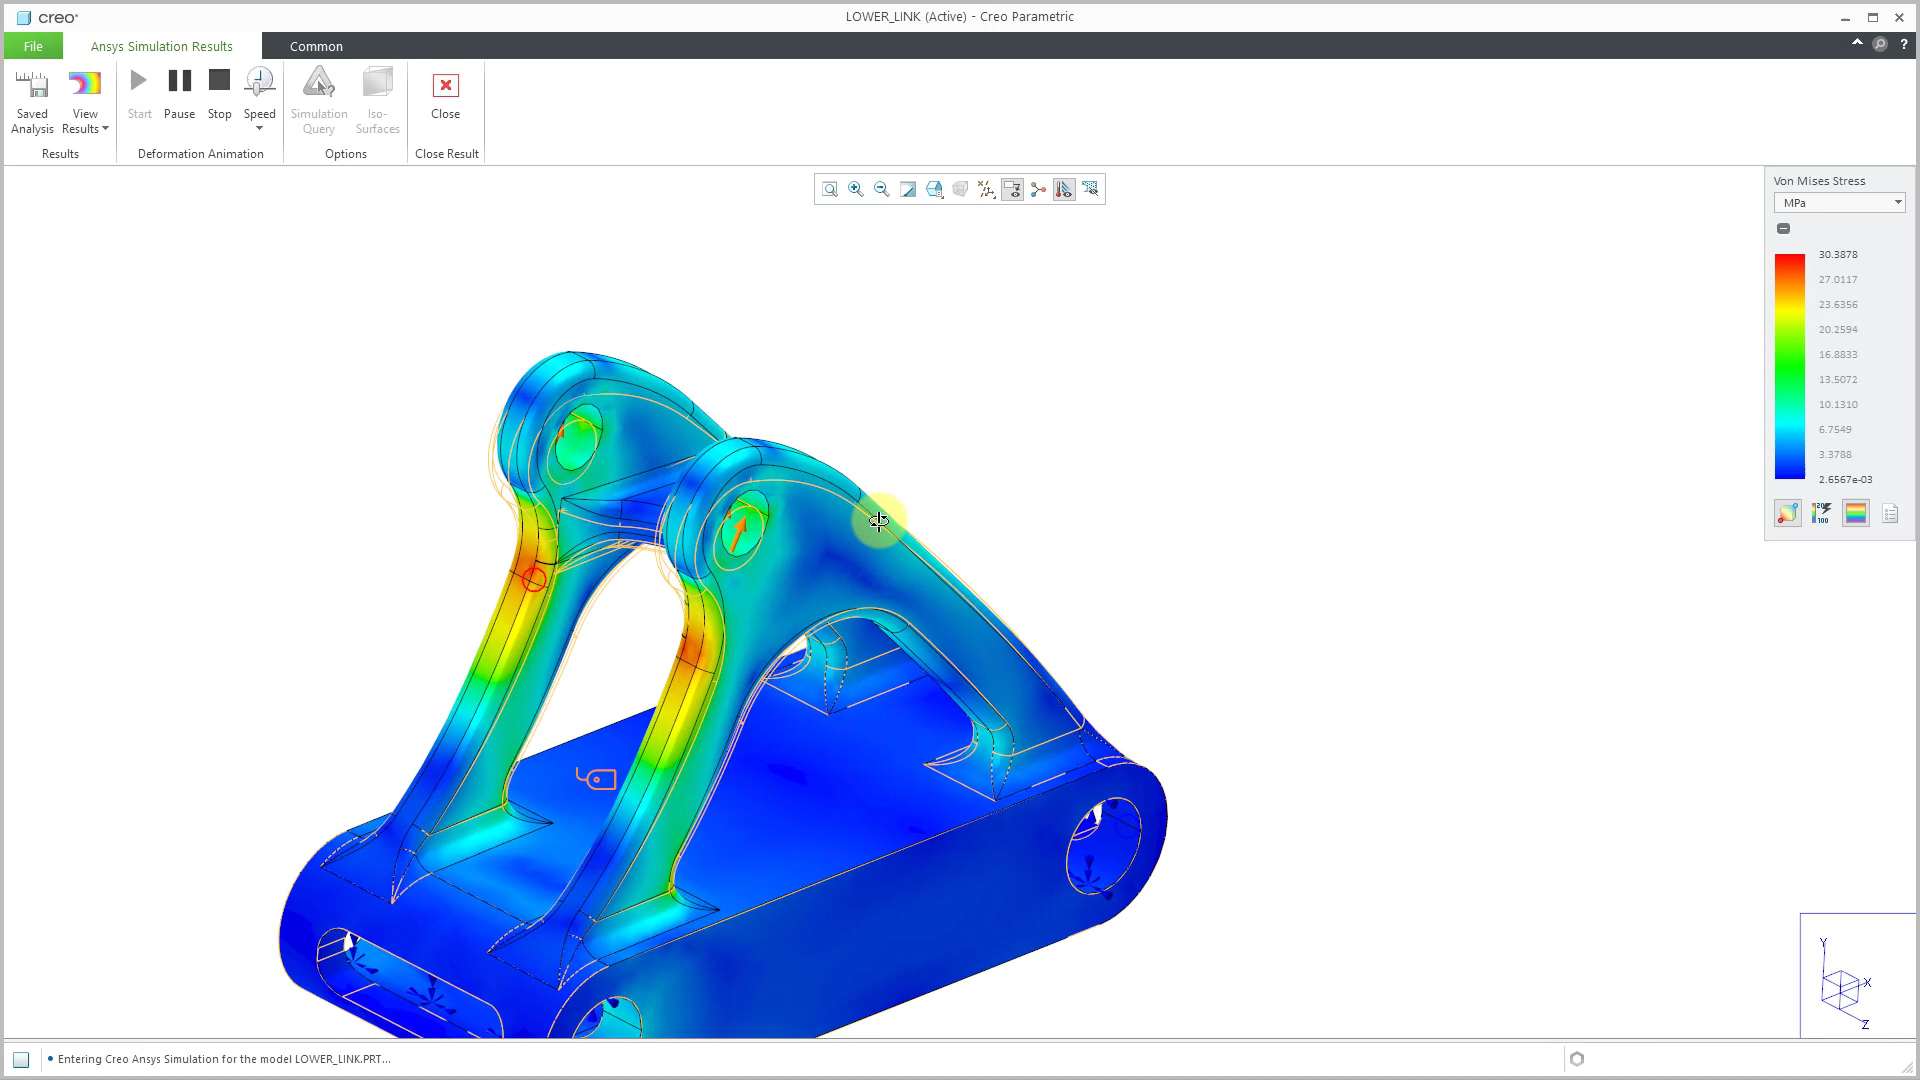 creo®
LOWER_LINK (Active) - Creo Parametric
File
Ansys Simulation Results
Common
?
Saved Analysis
View Results
Start
Pause
Stop
Speed
Simulation Query
Iso-Surfaces
Close
Results
Deformation Animation
Options
Close Result
Von Mises Stress
MPa
30.3878
27.0117
23.6356
20.2594
16.8833
13.5072
10.1310
6.7549
3.3788
2.6567e-03
100
Y
X
Z
• Entering Creo Ansys Simulation for the model LOWER_LINK.PRT...